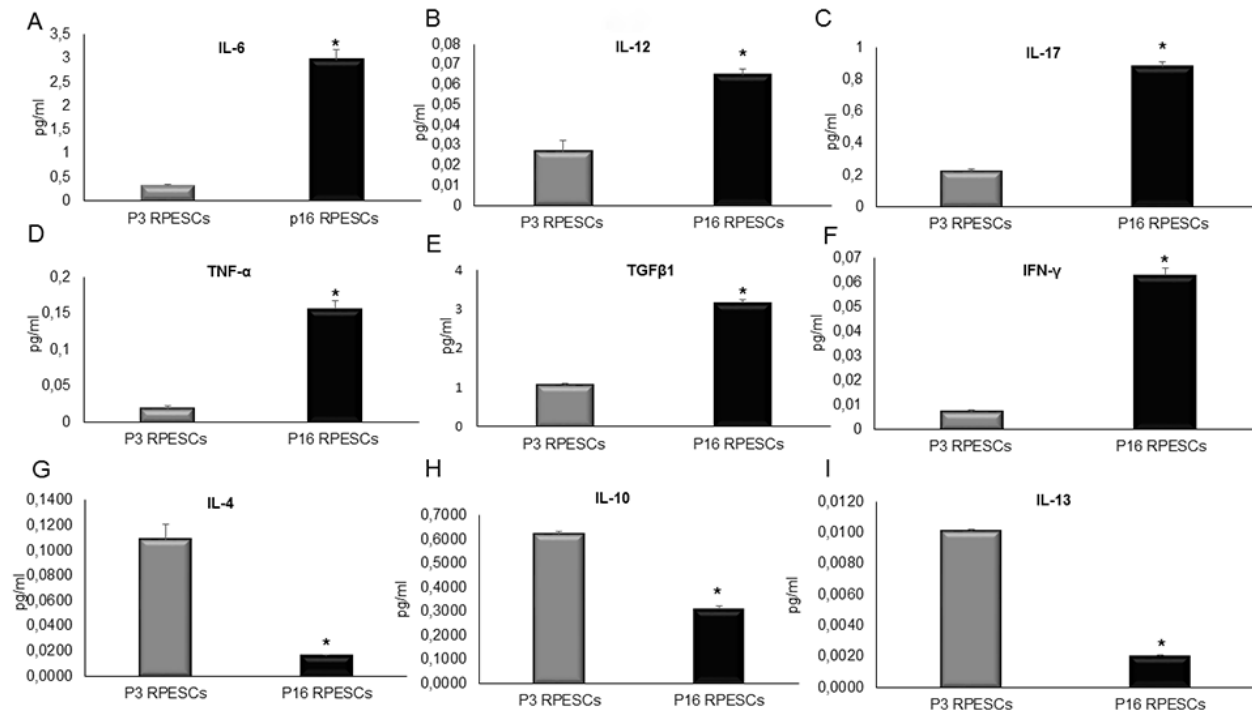 A
IL-6
3,5
3
2,5
2
1,5
1
0,5
0
pg/ml
*
P3 RPESCs
p16 RPESCs
B
IL-12
0,08
0,07
0,06
0,05
0,04
0,03
0,02
0,01
0
pg/ml
*
P3 RPESCs
P16 RPESCs
C
IL-17
1
0,8
0,6
0,4
0,2
0
pg/ml
*
P3 RPESCs
P16 RPESCs
D
TNF-α
0,2
0,15
0,1
0,05
0
pg/ml
*
P3 RPESCs
P16 RPESCs
E
TGFβ1
4
3
2
1
0
pg/ml
*
P3 RPESCs
P16 RPESCs
F
IFN-γ
0,07
0,06
0,05
0,04
0,03
0,02
0,01
0
pg/ml
*
P3 RPESCs
P16 RPESCs
G
IL-4
0,1400
0,1200
0,1000
0,0800
0,0600
0,0400
0,0200
0,0000
pg/ml
*
P3 RPESCs
P16 RPESCs
H
IL-10
0,7000
0,6000
0,5000
0,4000
0,3000
0,2000
0,1000
0,0000
pg/ml
*
P3 RPESCs
P16 RPESCs
I
IL-13
0,0120
0,0100
0,0080
0,0060
0,0040
0,0020
0,0000
pg/ml
*
P3 RPESCs
P16 RPESCs